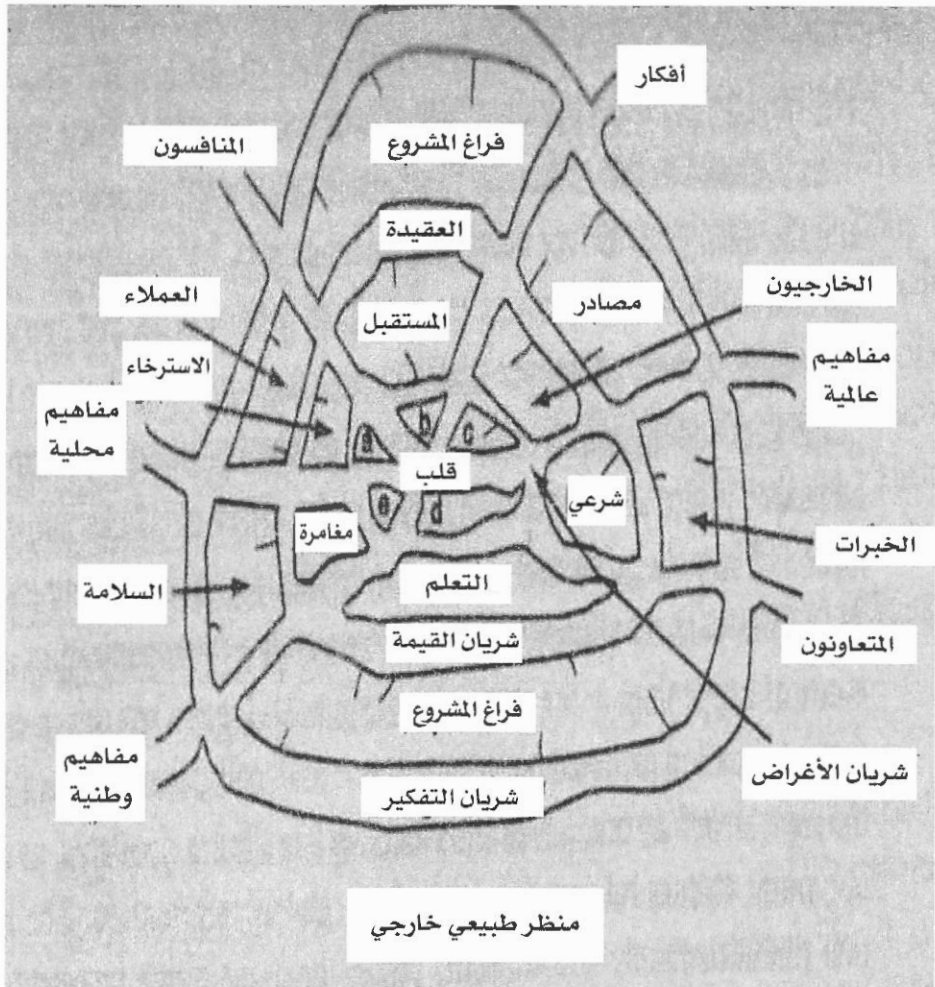 أفكار
المنافسون
فراغ المشروع
العقيدة
الخارجيون
العملاء
مصادر
المستقبل
الاسترخاء
مفاهيم
عالمية
مفاهيم
محلية
a
b
c
قلب
e
d
شرعي
مغامرة
الخبرات
التعلم
السلامة
شريان القيمة
المتعاونون
فراغ المشروع
مفاهيم
وطنية
شريان الأغراض
شريان التفكير
منظر طبيعي خارجي